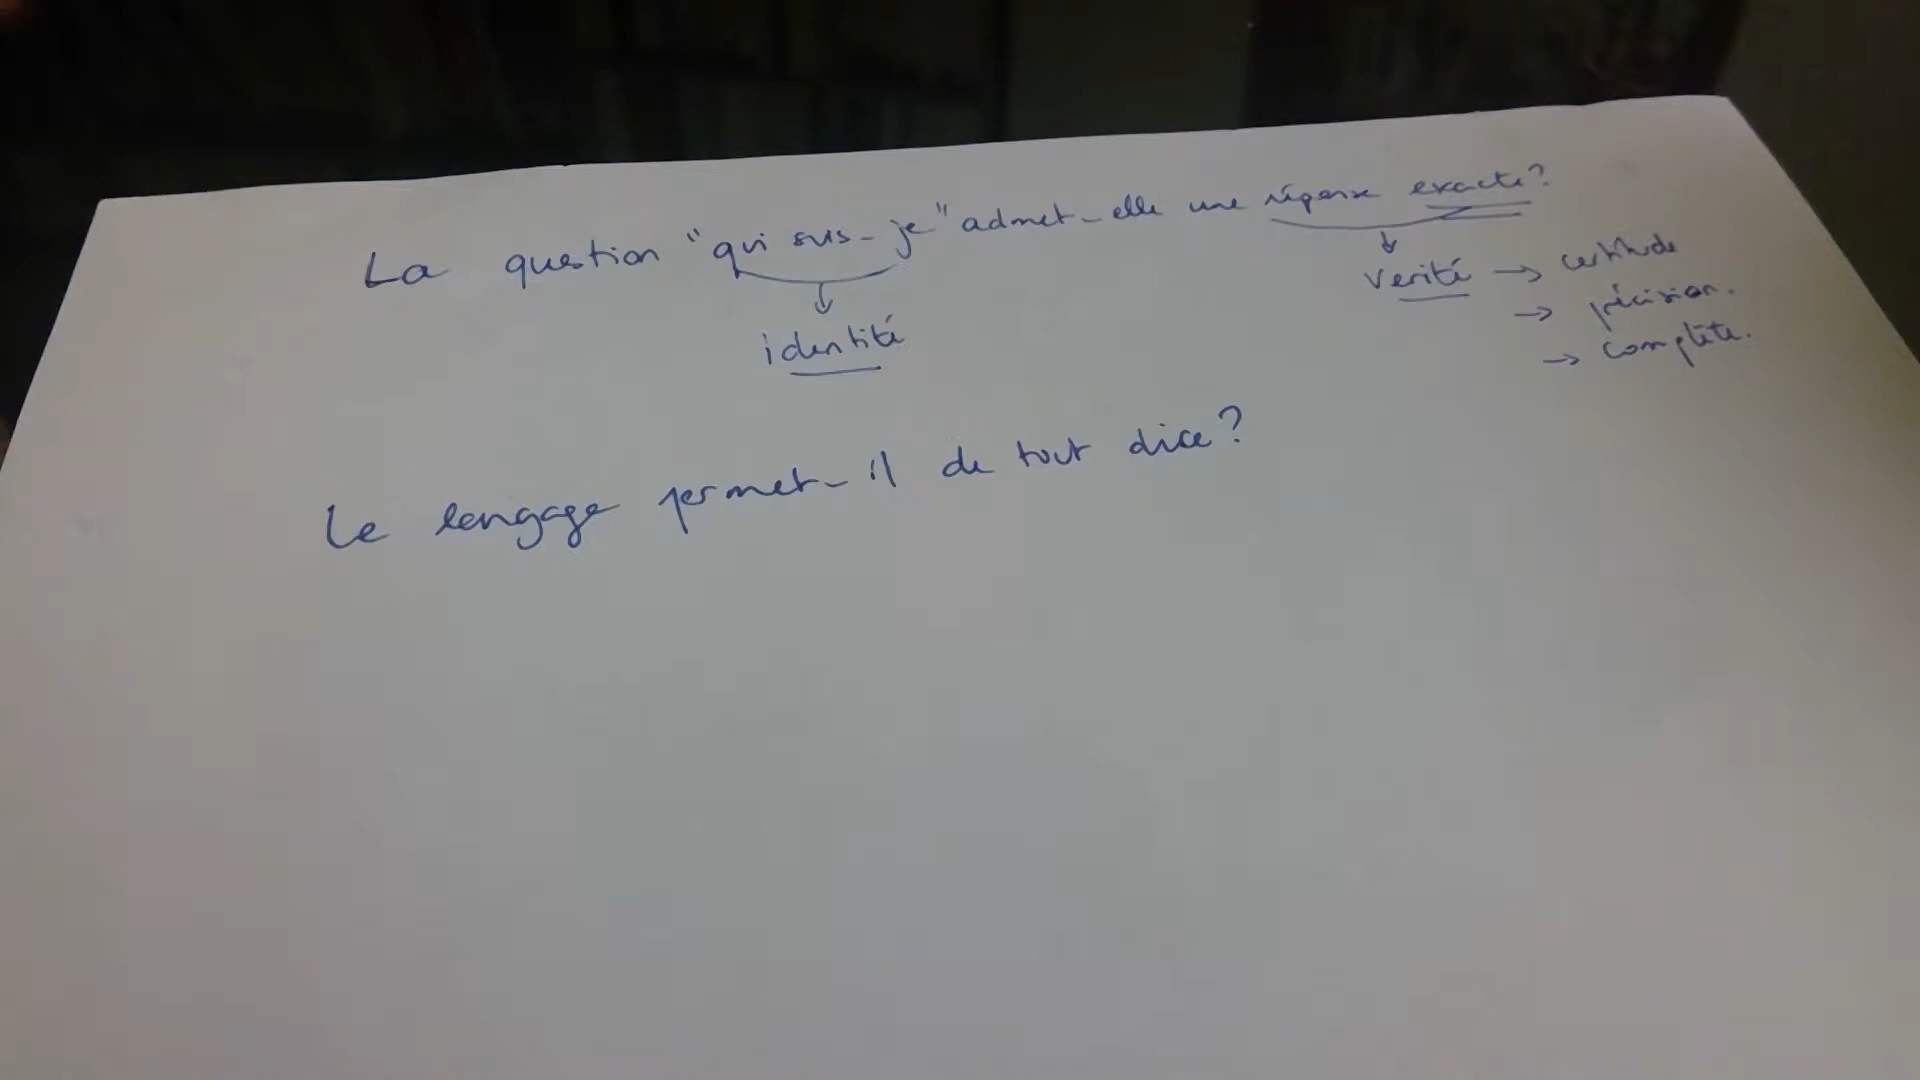 La question "qui suis-je" admet-elle une réponse exacte?
identité
Verité → certitude
→ précision.
→ complète.
Le langage permet-il de tout dire?